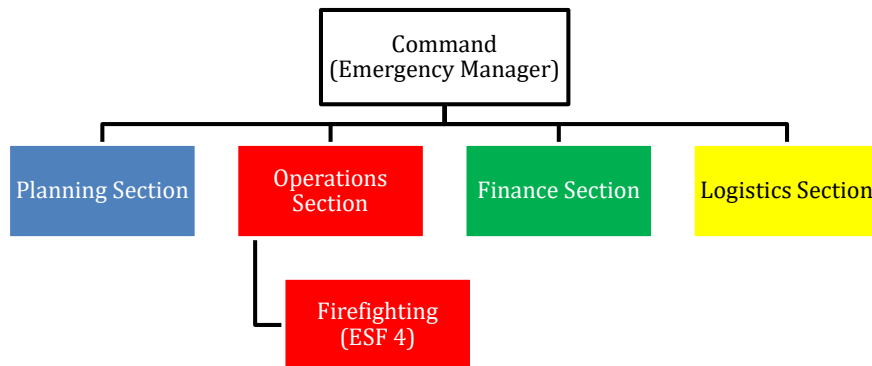 Command
(Emergency Manager)
Planning Section
Operations
Section
Finance Section
Logistics Section
Firefighting
(ESF 4)